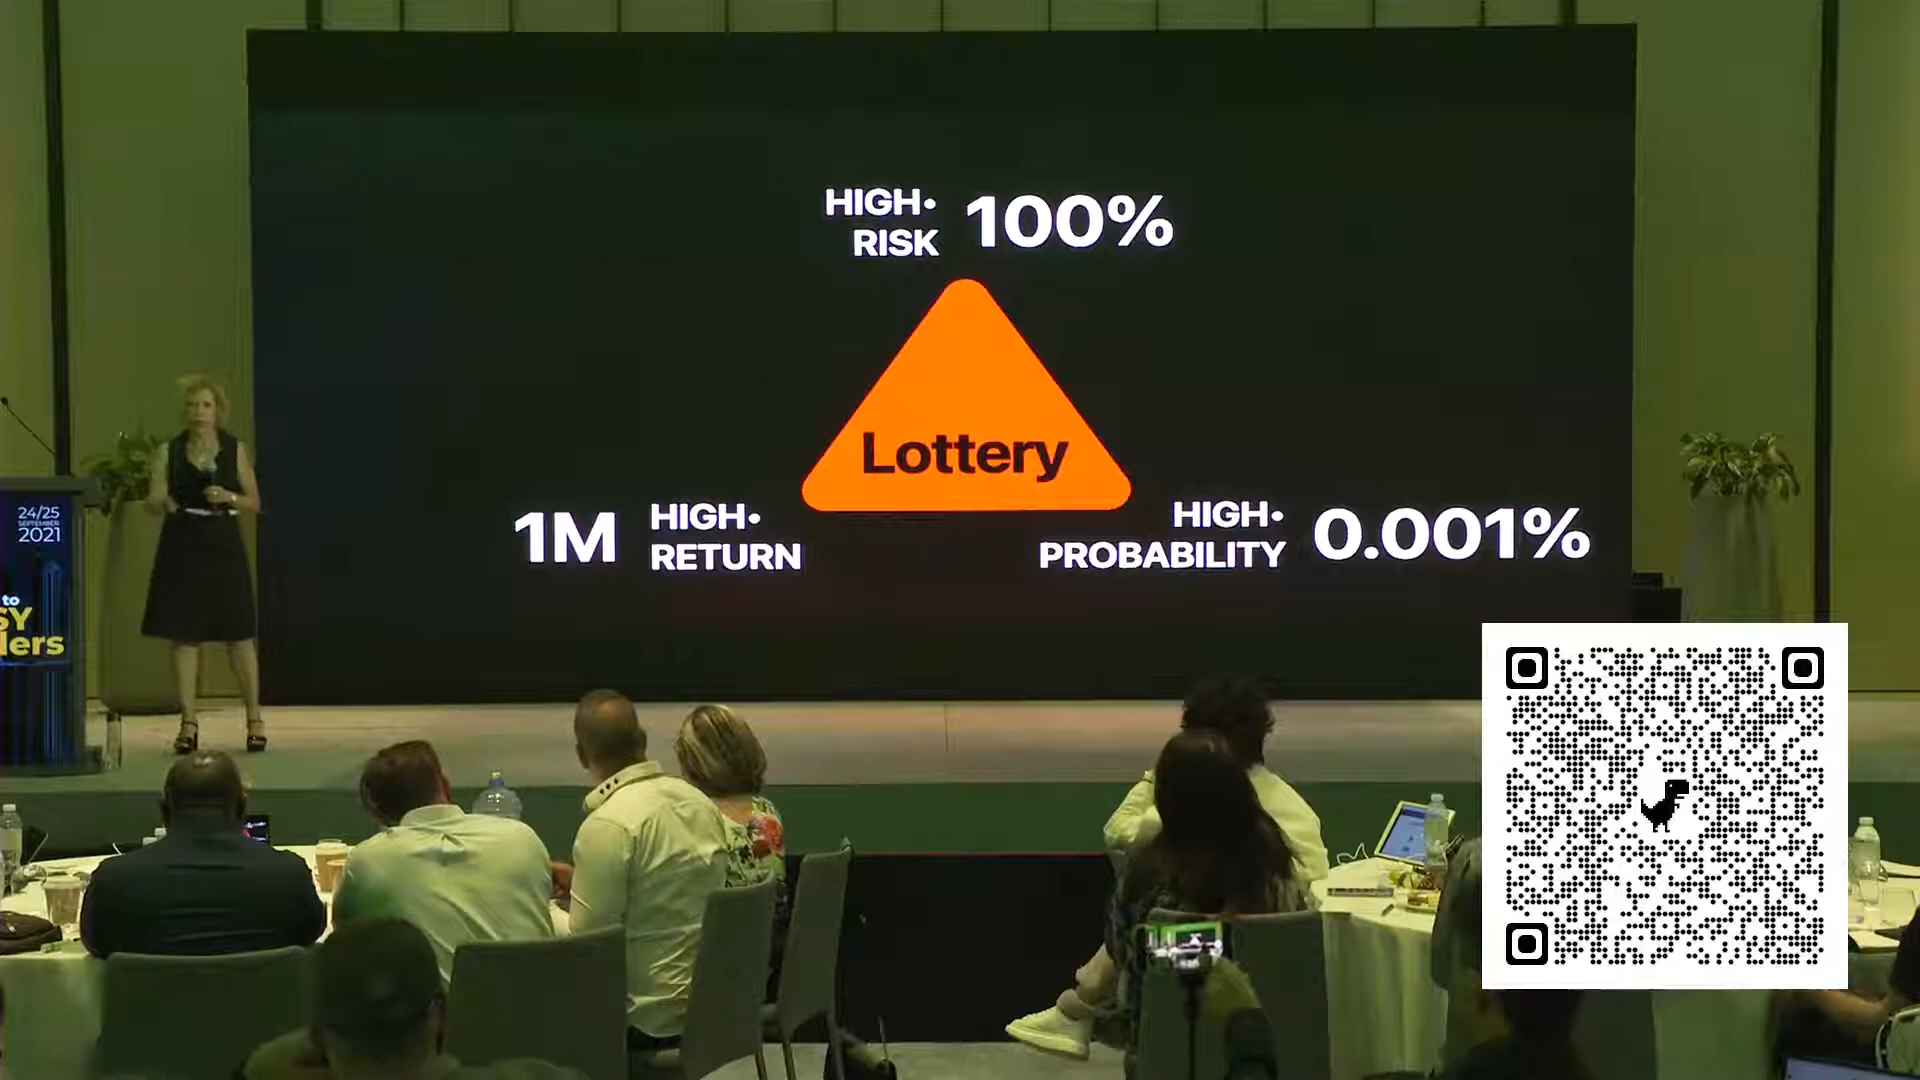 HIGH•
RISK
100%
Lottery
1M
HIGH•
RETURN
HIGH•
PROBABILITY
0.001%
24/25
SEPTEMBER
2021
to
SY
lers